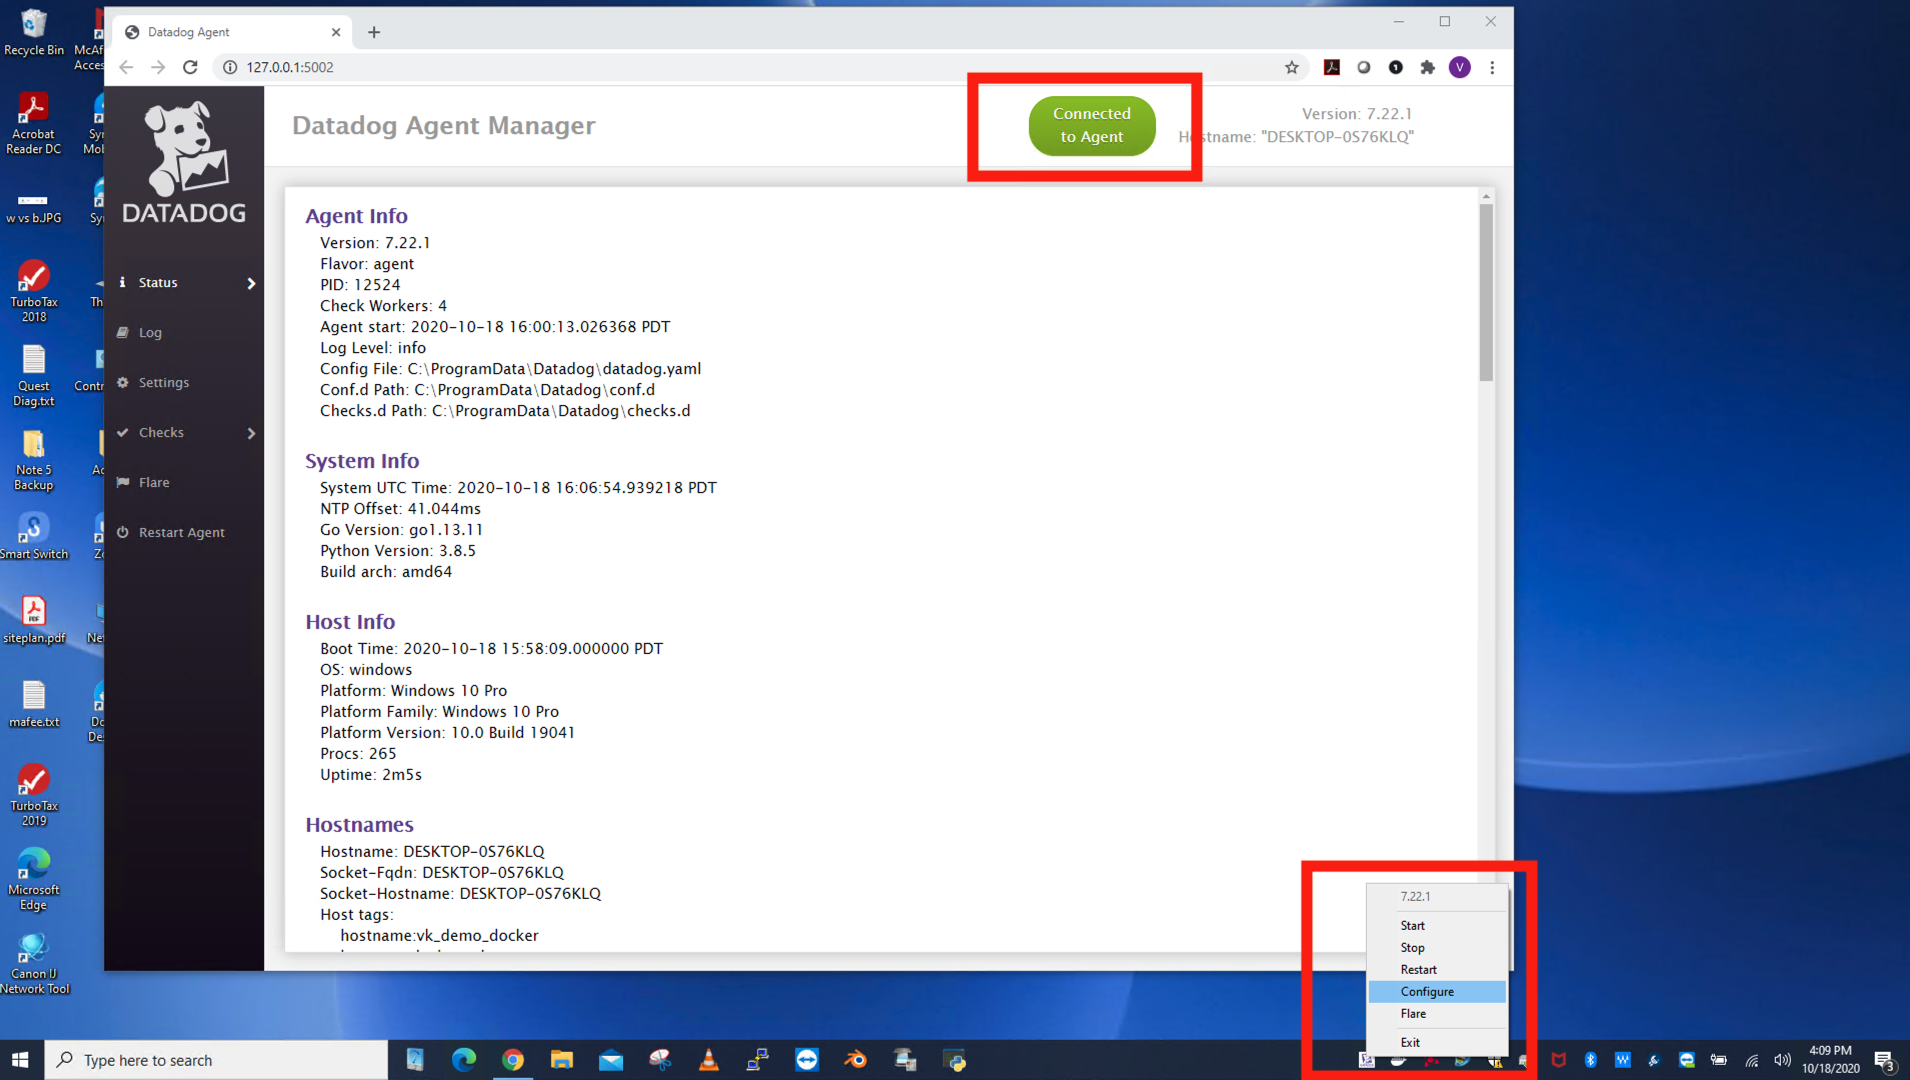 Recycle Bin
McAf
Acces
Acrobat
Reader DC
Syn
Mol
w vs b.JPG
Sy
TurboTax
2018
Th
Quest
Diag.txt
Contr
Note 5
Backup
Ac
Smart Switch
Zo
siteplan.pdf
Net
mafee.txt
Do
De
TurboTax
2019
Microsoft
Edge
Canon IJ
Network Tool
Datadog Agent
127.0.0.1:5002
V
DATADOG
Status
Log
Settings
Checks
Flare
Restart Agent
Datadog Agent Manager
Connected
to Agent
Version: 7.22.1
Hostname: "DESKTOP-0S76KLQ"
Agent Info
Version: 7.22.1
Flavor: agent
PID: 12524
Check Workers: 4
Agent start: 2020-10-18 16:00:13.026368 PDT
Log Level: info
Config File: C:\ProgramData\Datadog\datadog.yaml
Conf.d Path: C:\ProgramData\Datadog\conf.d
Checks.d Path: C:\ProgramData\Datadog\checks.d
System Info
System UTC Time: 2020-10-18 16:06:54.939218 PDT
NTP Offset: 41.044ms
Go Version: go1.13.11
Python Version: 3.8.5
Build arch: amd64
Host Info
Boot Time: 2020-10-18 15:58:09.000000 PDT
OS: windows
Platform: Windows 10 Pro
Platform Family: Windows 10 Pro
Platform Version: 10.0 Build 19041
Procs: 265
Uptime: 2m5s
Hostnames
Hostname: DESKTOP-0S76KLQ
Socket-Fqdn: DESKTOP-0S76KLQ
Socket-Hostname: DESKTOP-0S76KLQ
Host tags:
hostname:vk_demo_docker
7.22.1
Start
Stop
Restart
Configure
Flare
Exit
Type here to search
4:09 PM
10/18/2020
3